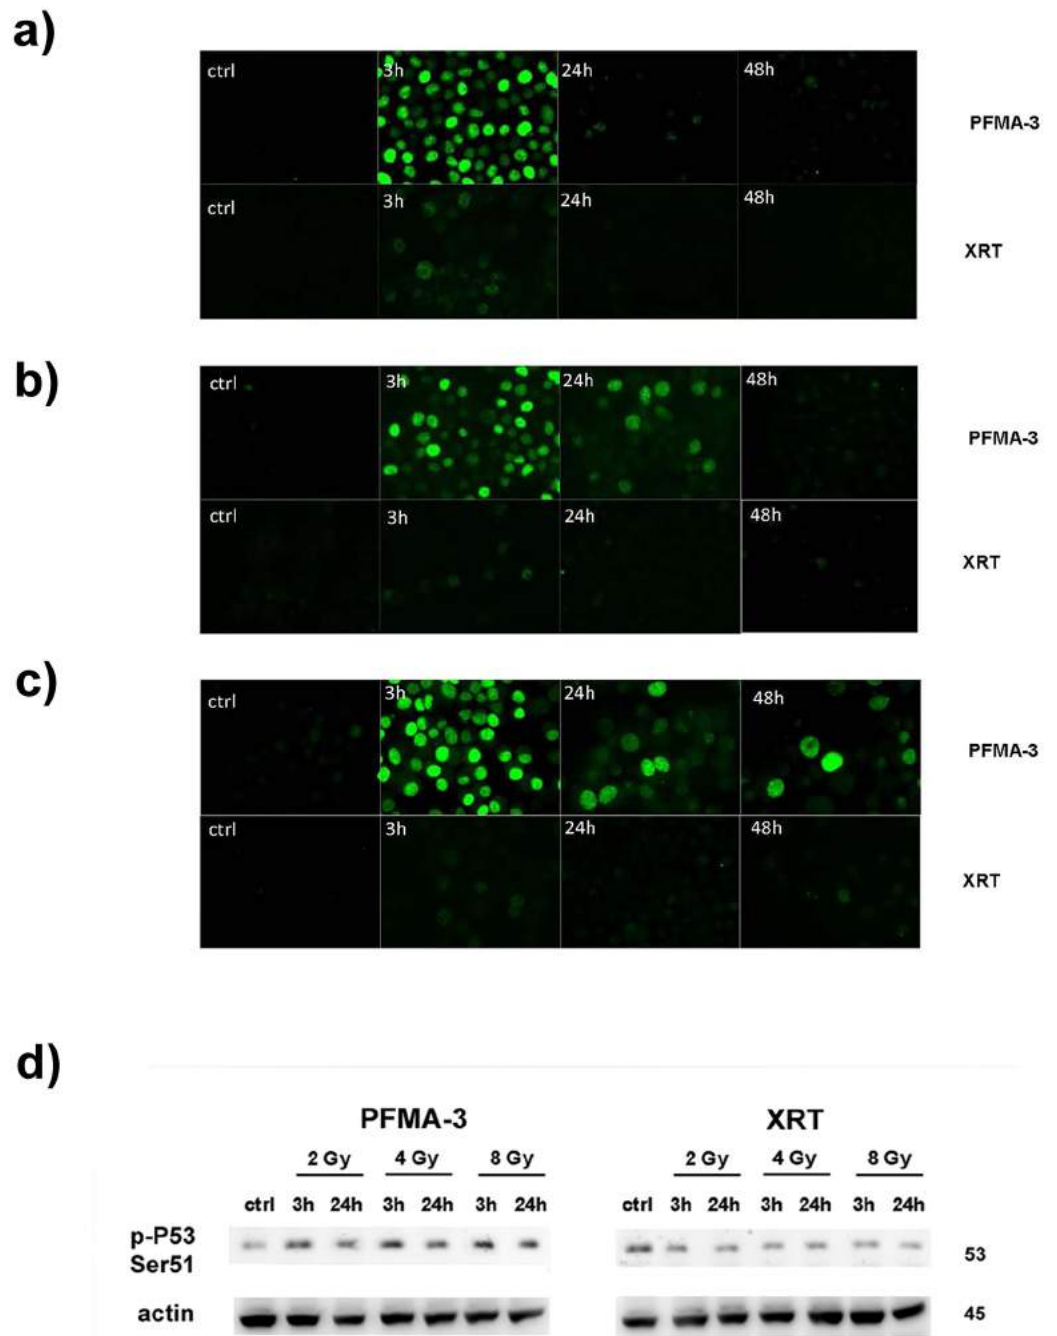 a)
ctrl 3h 24h 48h PFMA-3
ctrl 3h 24h 48h XRT
b)
ctrl 3h 24h 48h PFMA-3
ctrl 3h 24h 48h XRT
c)
ctrl 3h 24h 48h PFMA-3
ctrl 3h 24h 48h XRT
d)
PFMA-3 XRT
2 Gy 4 Gy 8 Gy 2 Gy 4 Gy 8 Gy
ctrl 3h 24h 3h 24h 3h 24h ctrl 3h 24h 3h 24h 3h 24h
p-P53
Ser51 53
actin 45